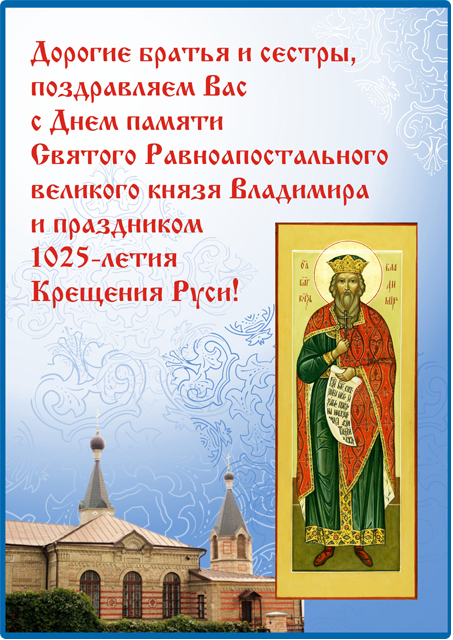 Дорогие братья и сестры,
поздравляем Вас
с Днем памяти
Святого Равноапостального
великого князя Владимира
и праздником
1025-летия
Крещения Руси!